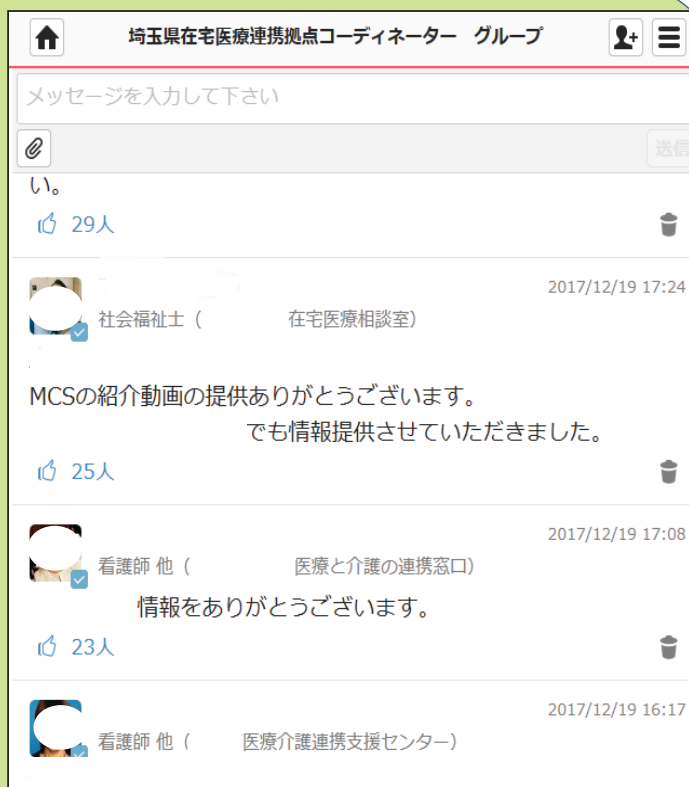 埼玉県在宅医療連携拠点コーディネーター　グループ
メッセージを入力して下さい
送信
い。
29人
2017/12/19 17:24
社会福祉士（　　　　　在宅医療相談室）
MCSの紹介動画の提供ありがとうございます。
でも情報提供させていただきました。
25人
2017/12/19 17:08
看護師 他（　　　　　医療と介護の連携窓口）
情報をありがとうございます。
23人
2017/12/19 16:17
看護師 他（　　　医療介護連携支援センター）